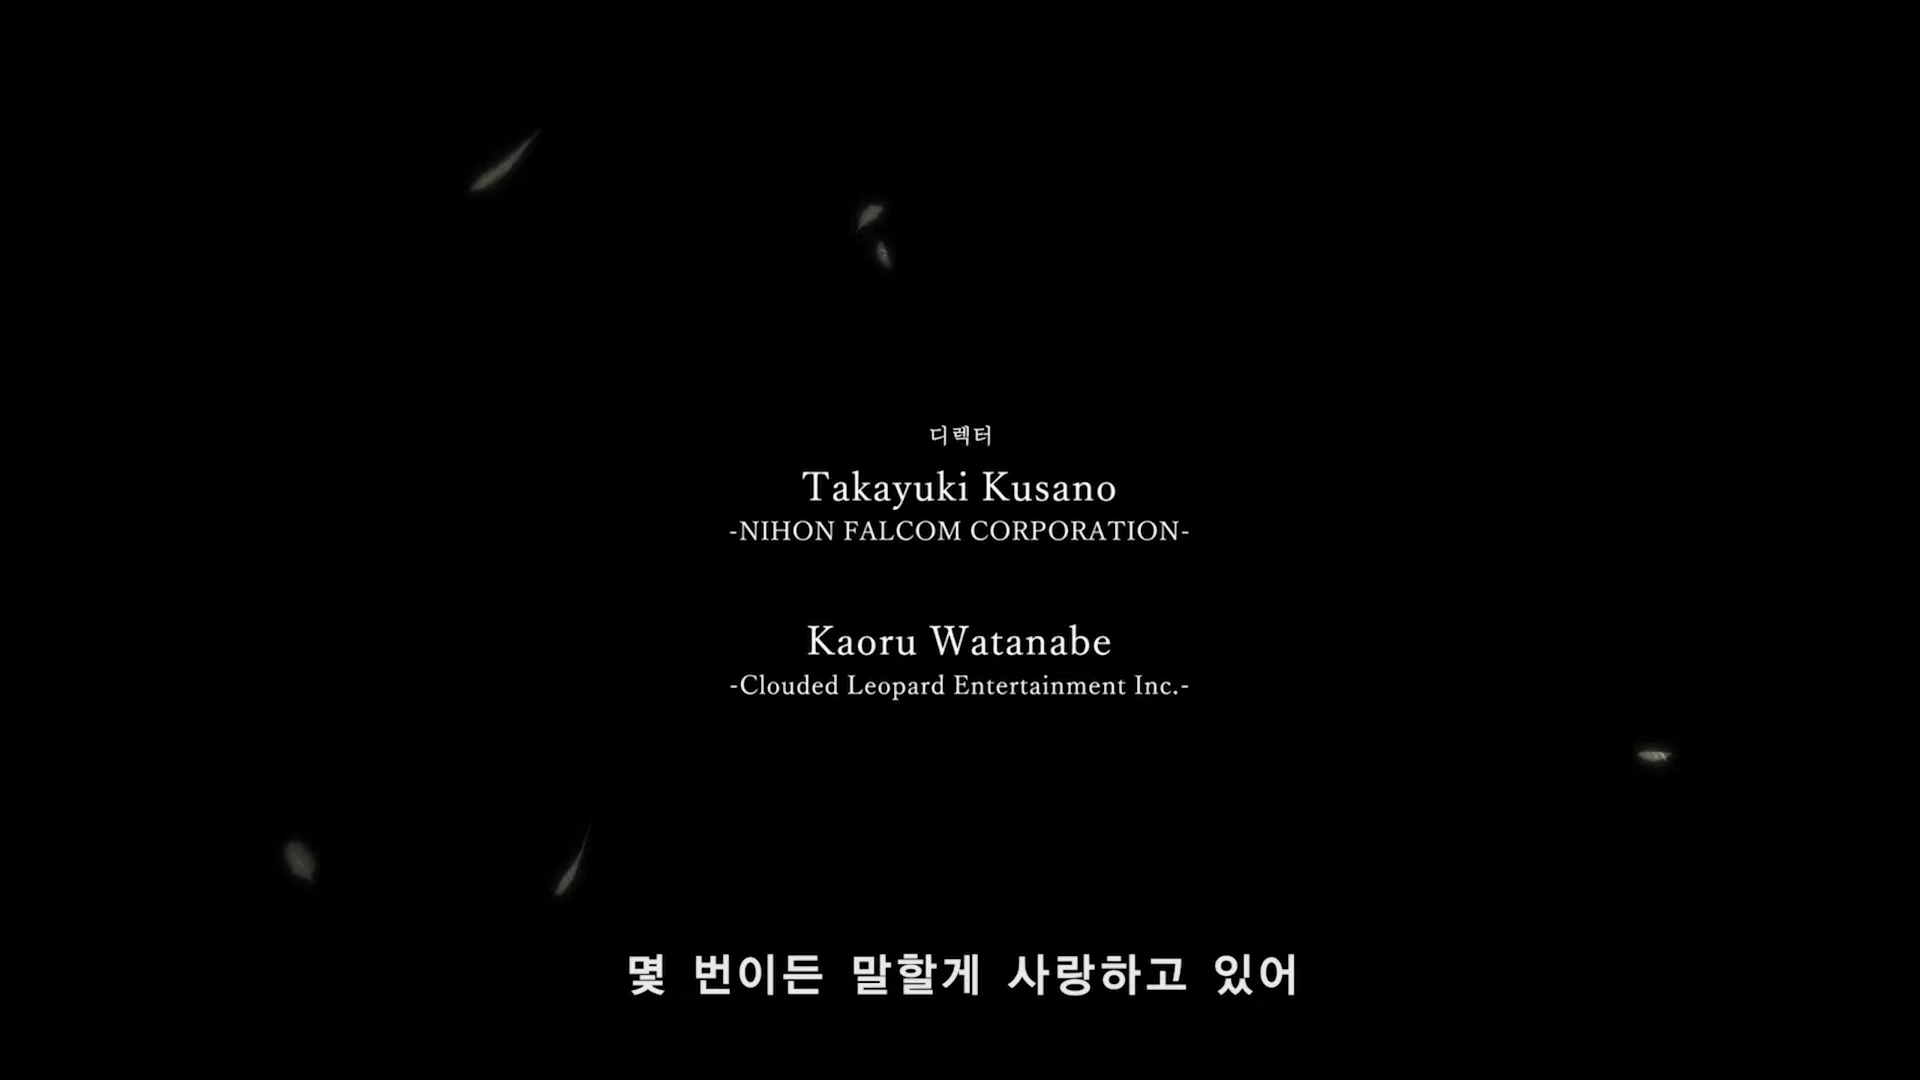 디렉터
Takayuki Kusano
-NIHON FALCOM CORPORATION-
Kaoru Watanabe
-Clouded Leopard Entertainment Inc.-
몇 번이든 말할게 사랑하고 있어